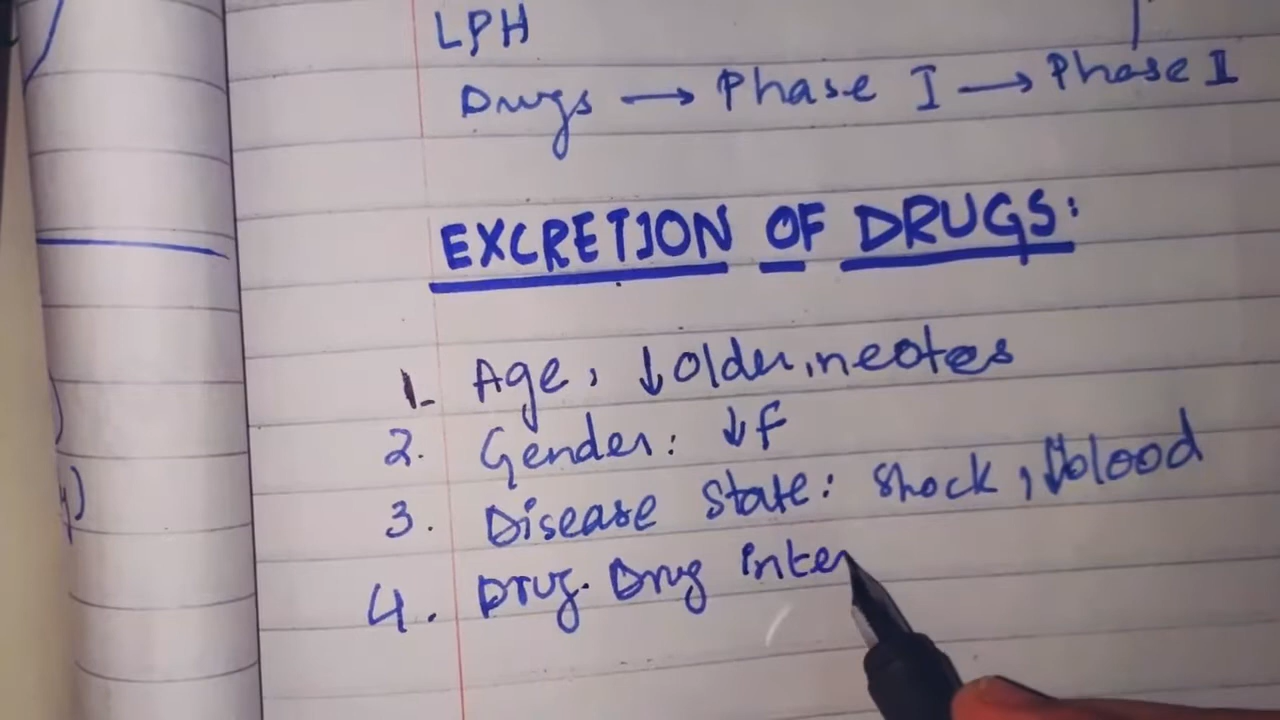 LPH
Drugs → Phase I → Phase II
EXCRETION OF DRUGS:
1. Age, ↓older, neotes
2. Gender: ↓F
3. Disease state: shock, ↓blood
4. Drug-Drug inter